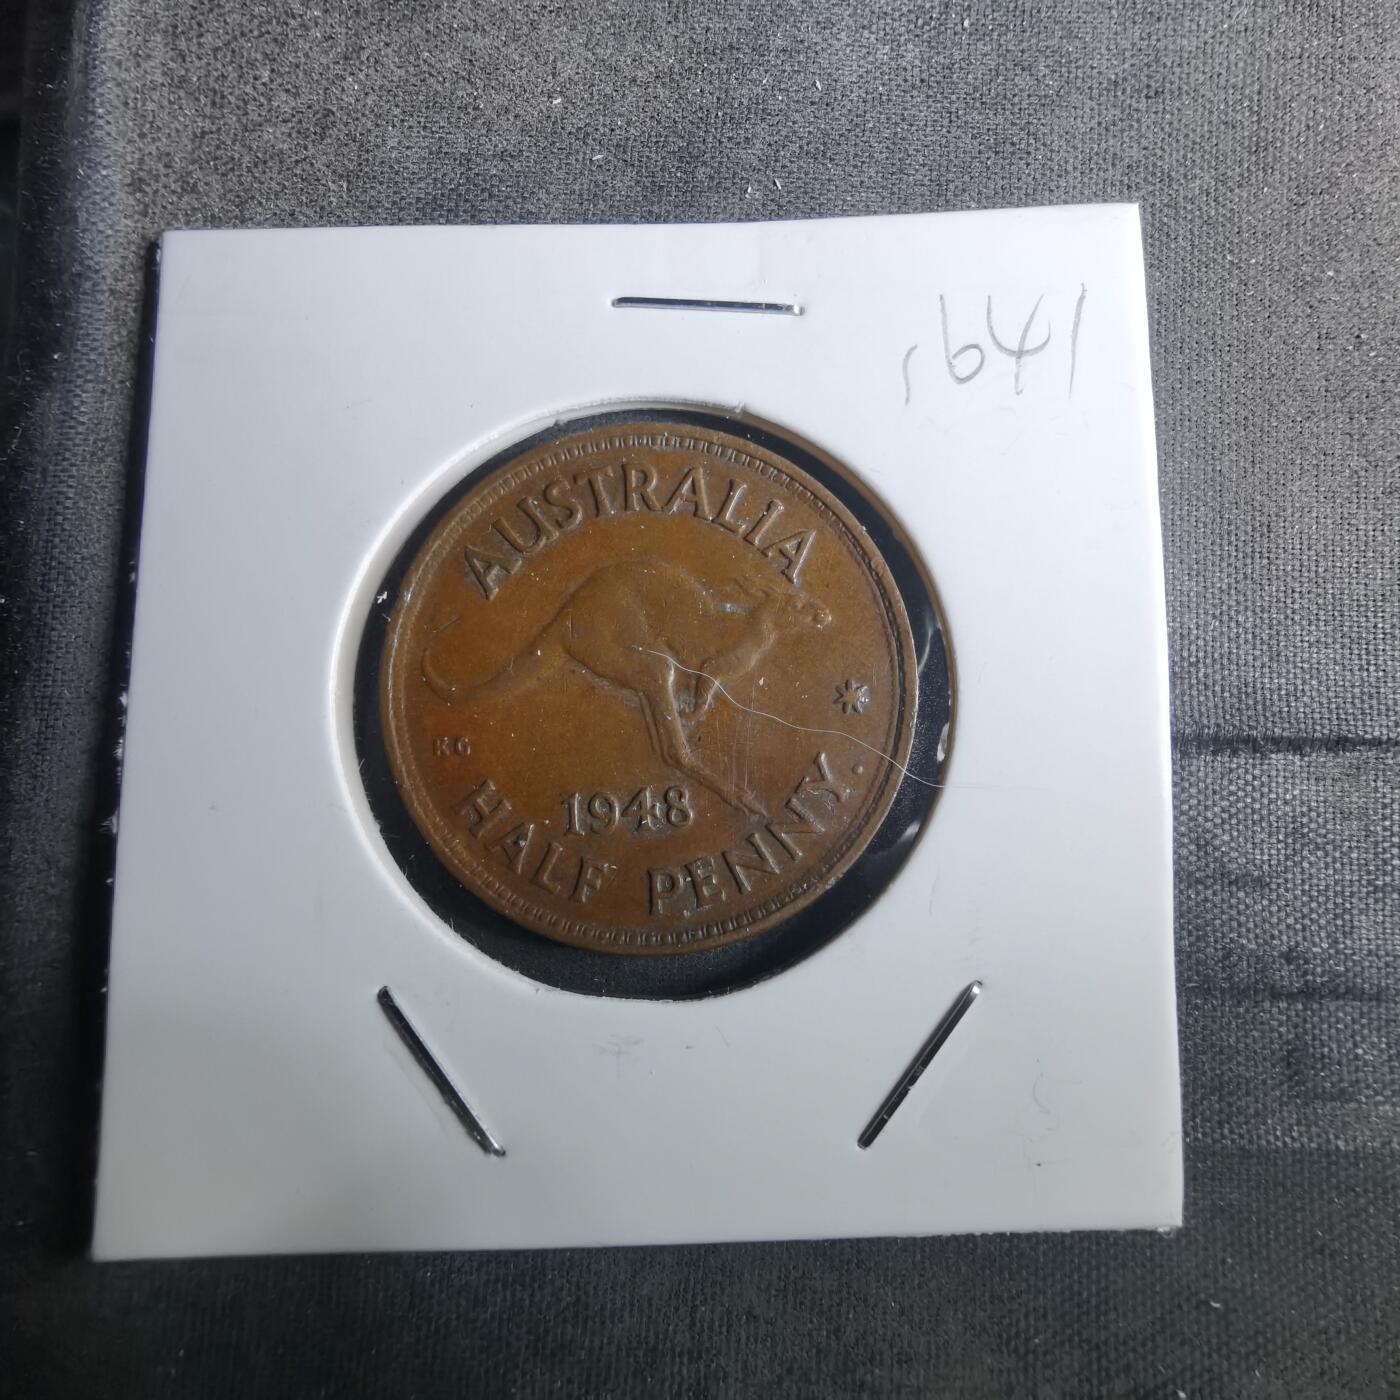 1641
AUSTRALIA
KG
1948
HALF PENNY.